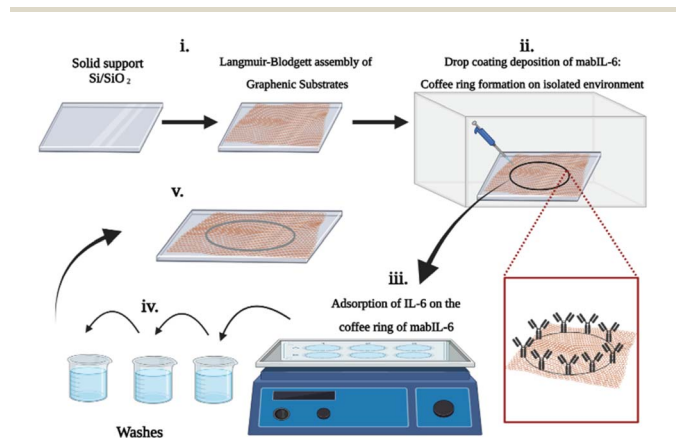 i.
Solid support
Si/SiO2
Langmuir-Blodgett assembly of
Graphenic Substrates
ii.
Drop coating deposition of mabIL-6:
Coffee ring formation on isolated environment
v.
iii.
Adsorption of IL-6 on the
coffee ring of mabIL-6
iv.
Washes